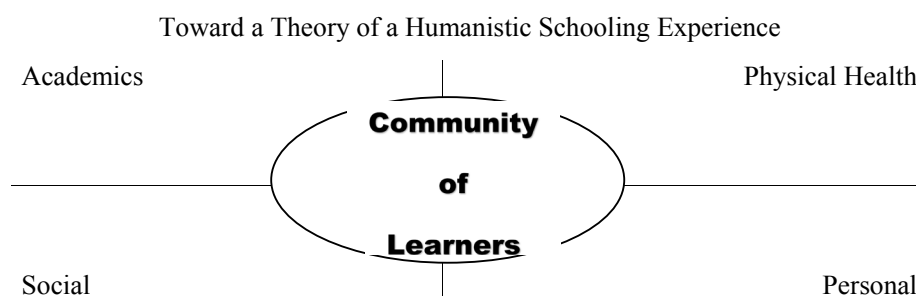 Toward a Theory of a Humanistic Schooling Experience
Academics
Physical Health
Community
of
Learners
Social
Personal